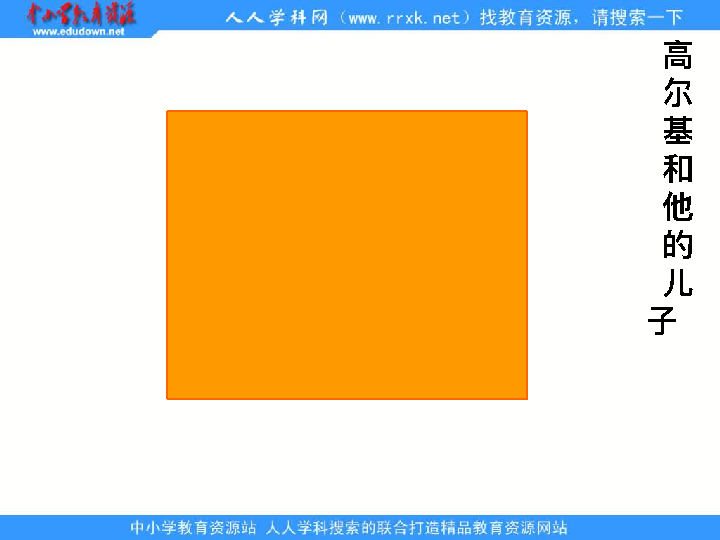 中小学教育资源
www.edudown.net
人人学科网（www.rrxk.net）找教育资源，请搜索一下
高尔基和他的儿子
中小学教育资源站 人人学科搜索的联合打造精品教育资源网站